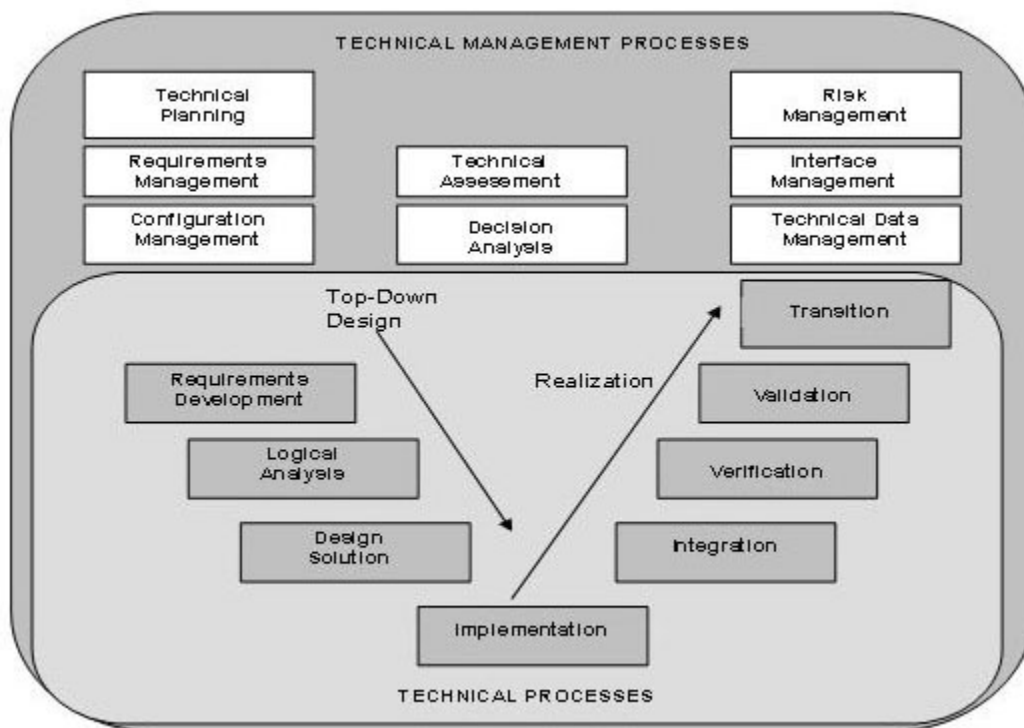 TECHNICAL MANAGEMENT PROCESSES
Technical
Planning
Risk
Management
Requirements
Management
Technical
Assessment
Interface
Management
Configuration
Management
Decision
Analysis
Technical Data
Management
Top-Down
Design
Transition
Requirements
Development
Realization
Validation
Logical
Analysis
Verification
Design
Solution
Integration
Implementation
TECHNICAL PROCESSES